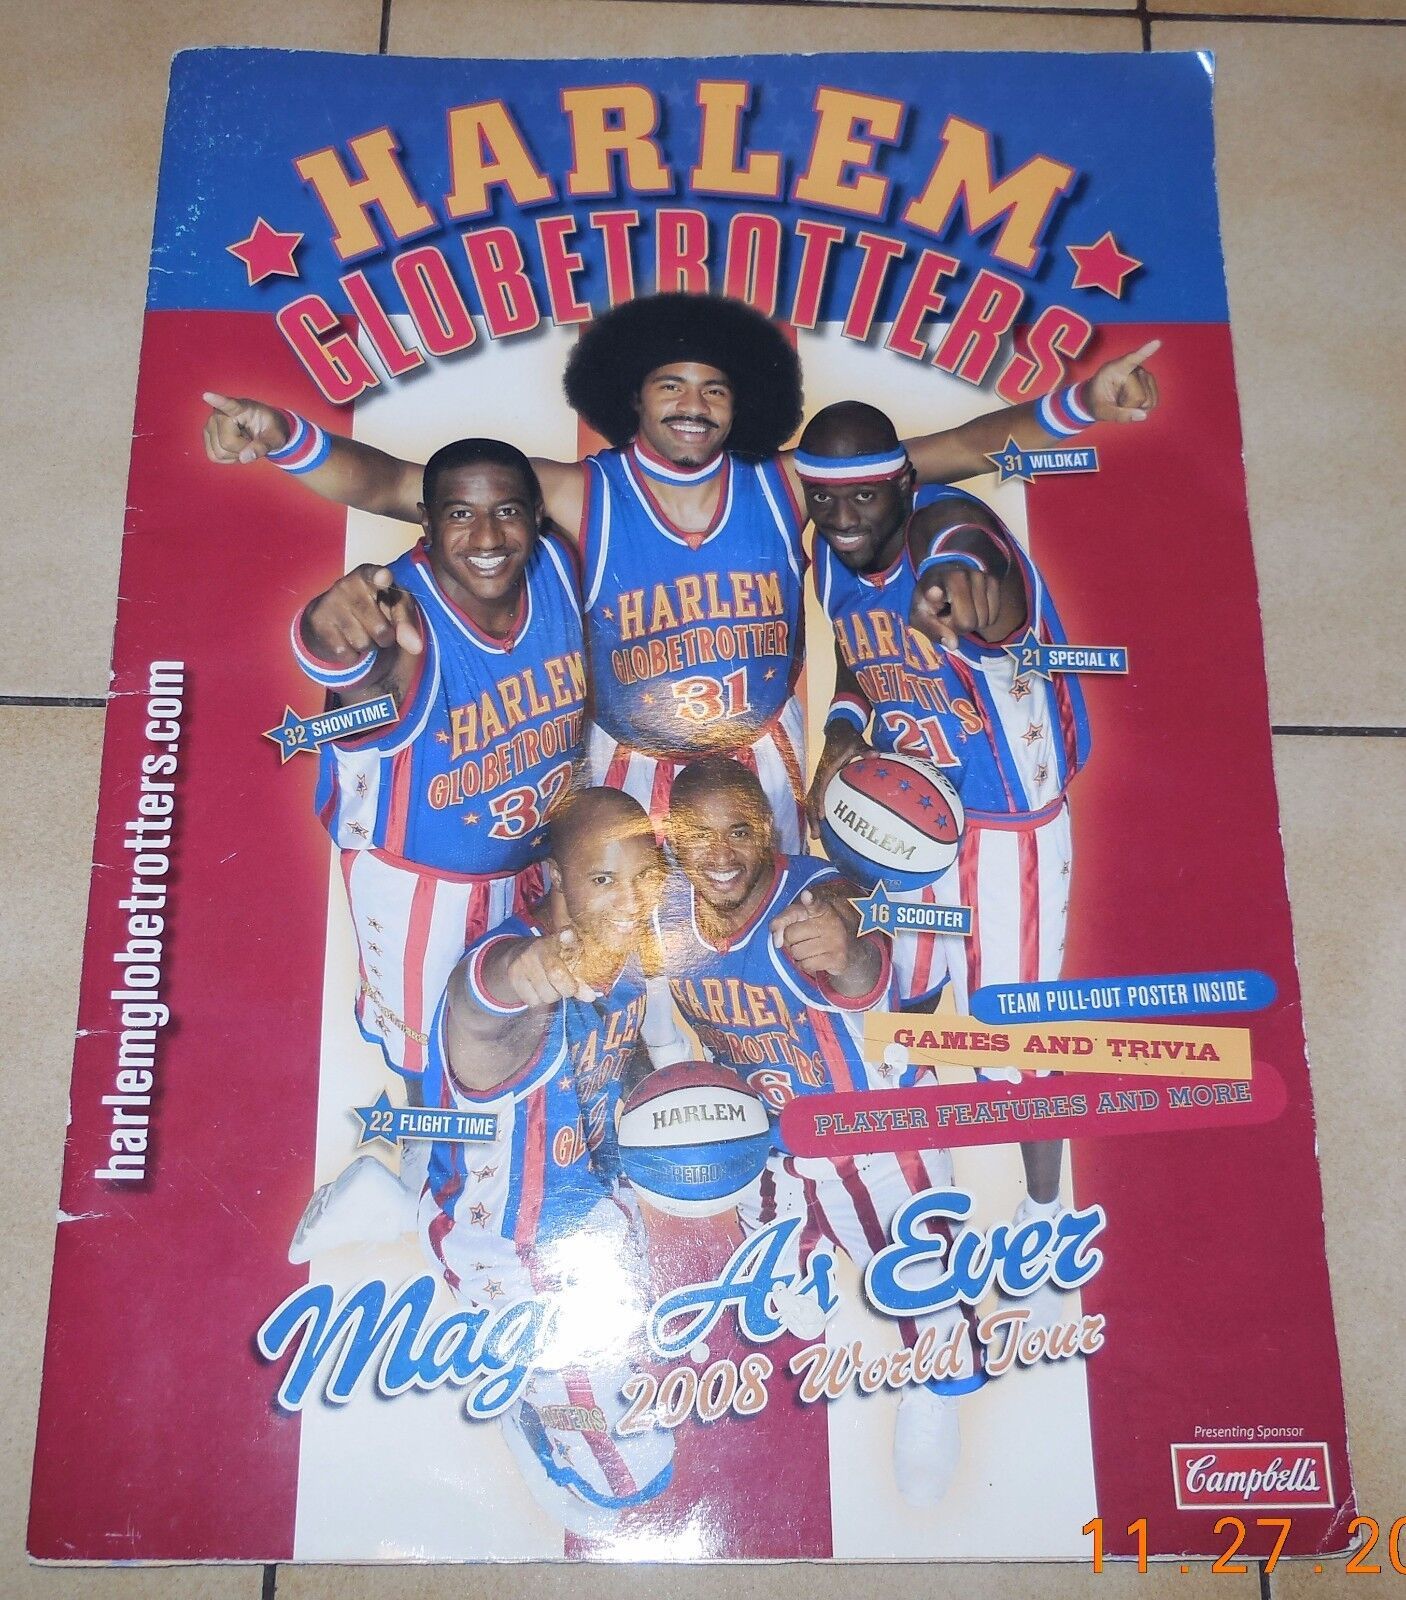 HARLEM
GLOBETROTTERS
31 WILDKAT
21 SPECIAL K
32 SHOWTIME
16 SCOOTER
22 FLIGHT TIME
HARLEM
GLOBETROTTER
31
HARLEM
GLOBETROTT
32
HARLEM
21
HARLEM
HARLEM
harlemglobetrotters.com
TEAM PULL-OUT POSTER INSIDE
GAMES AND TRIVIA
PLAYER FEATURES AND MORE
As Ever
2008 World Tour
Presenting Sponsor
Campbell's
11.27.20